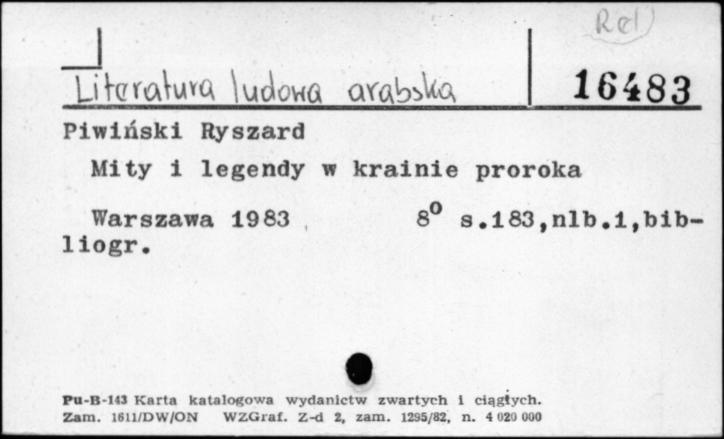 Rel
Literatura ludowa arabska 16483
Piwiński Ryszard
Mity i legendy w krainie proroka
Warszawa 1983 8° s.183,nlb.1,bib-
liogr.
Pu-B-143 Karta katalogowa wydanictw zwartych i ciągłych.
Zam. 1611/DW/ON WZGraf. Z-d 2, zam. 1295/82, n. 4 020 000